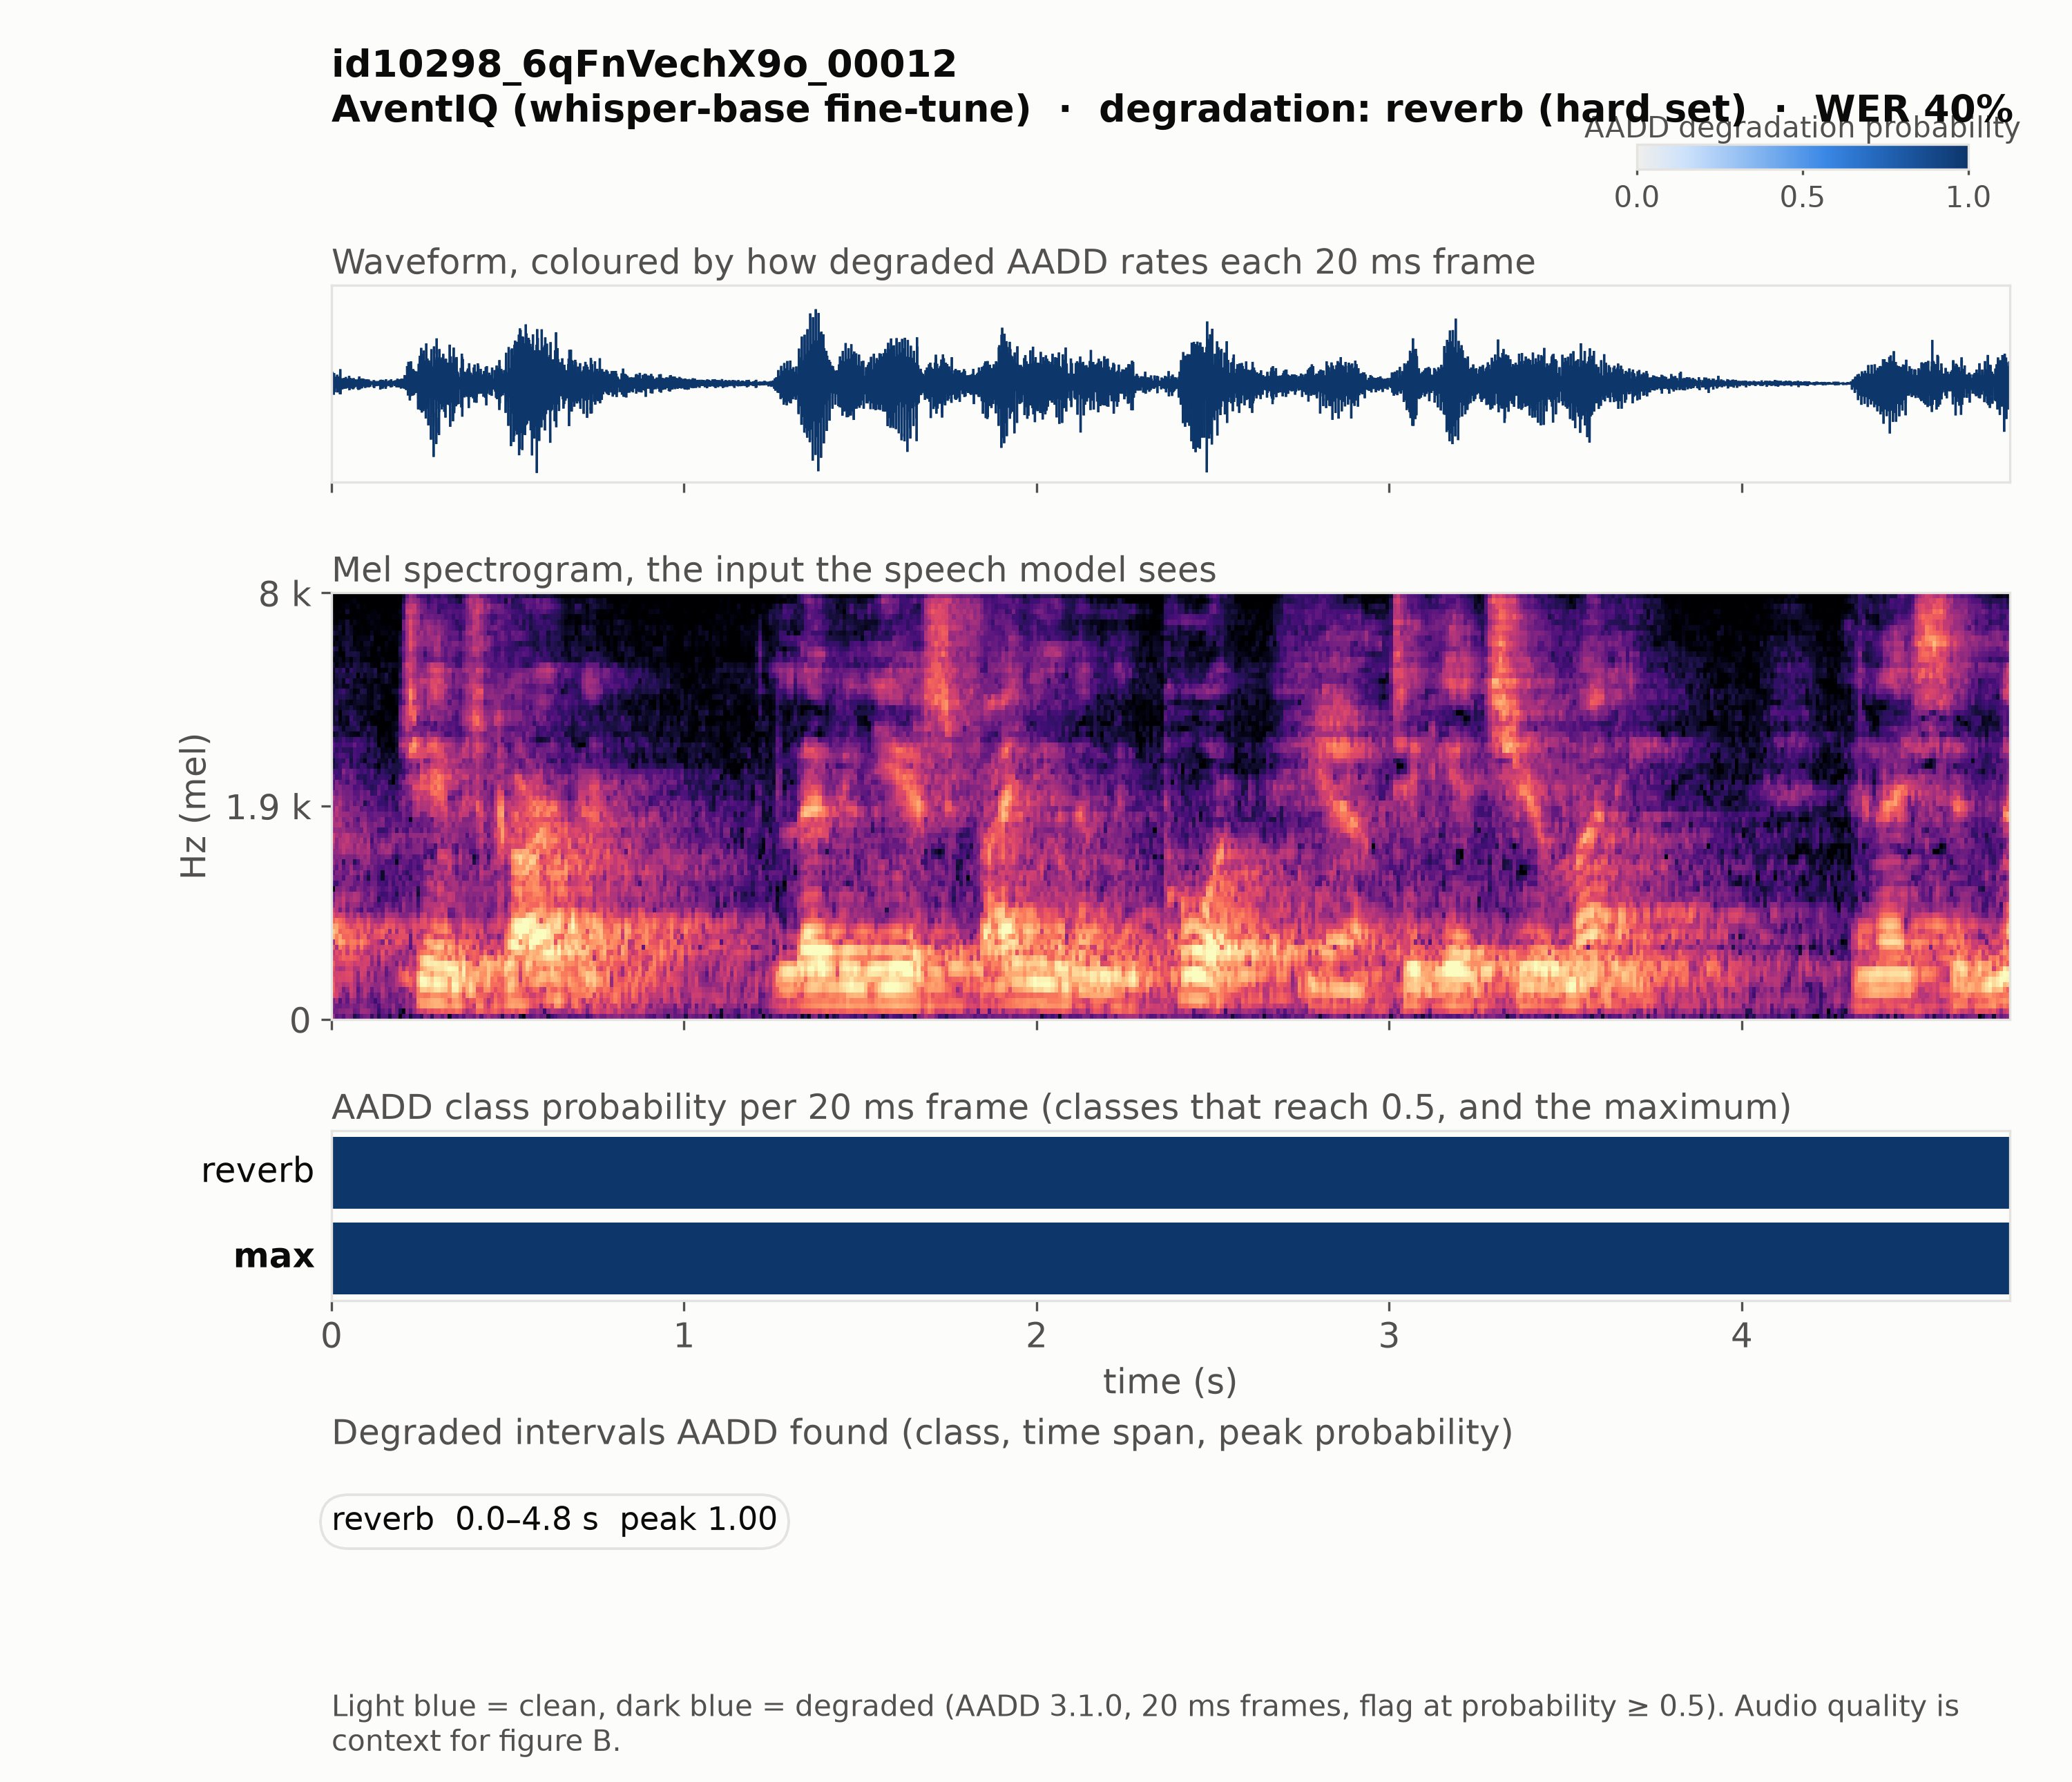 id10298_6qFnVechX9o_00012
AventIQ (whisper-base fine-tune)  ·  degradation: reverb (hard set)  ·  WER 40%
AADD degradation probability
0.0 0.5 1.0
Waveform, coloured by how degraded AADD rates each 20 ms frame
Mel spectrogram, the input the speech model sees
8 k
1.9 k
0
Hz (mel)
AADD class probability per 20 ms frame (classes that reach 0.5, and the maximum)
reverb
max
0 1 2 3 4
time (s)
Degraded intervals AADD found (class, time span, peak probability)
reverb  0.0–4.8 s  peak 1.00
Light blue = clean, dark blue = degraded (AADD 3.1.0, 20 ms frames, flag at probability ≥ 0.5). Audio quality is
context for figure B.